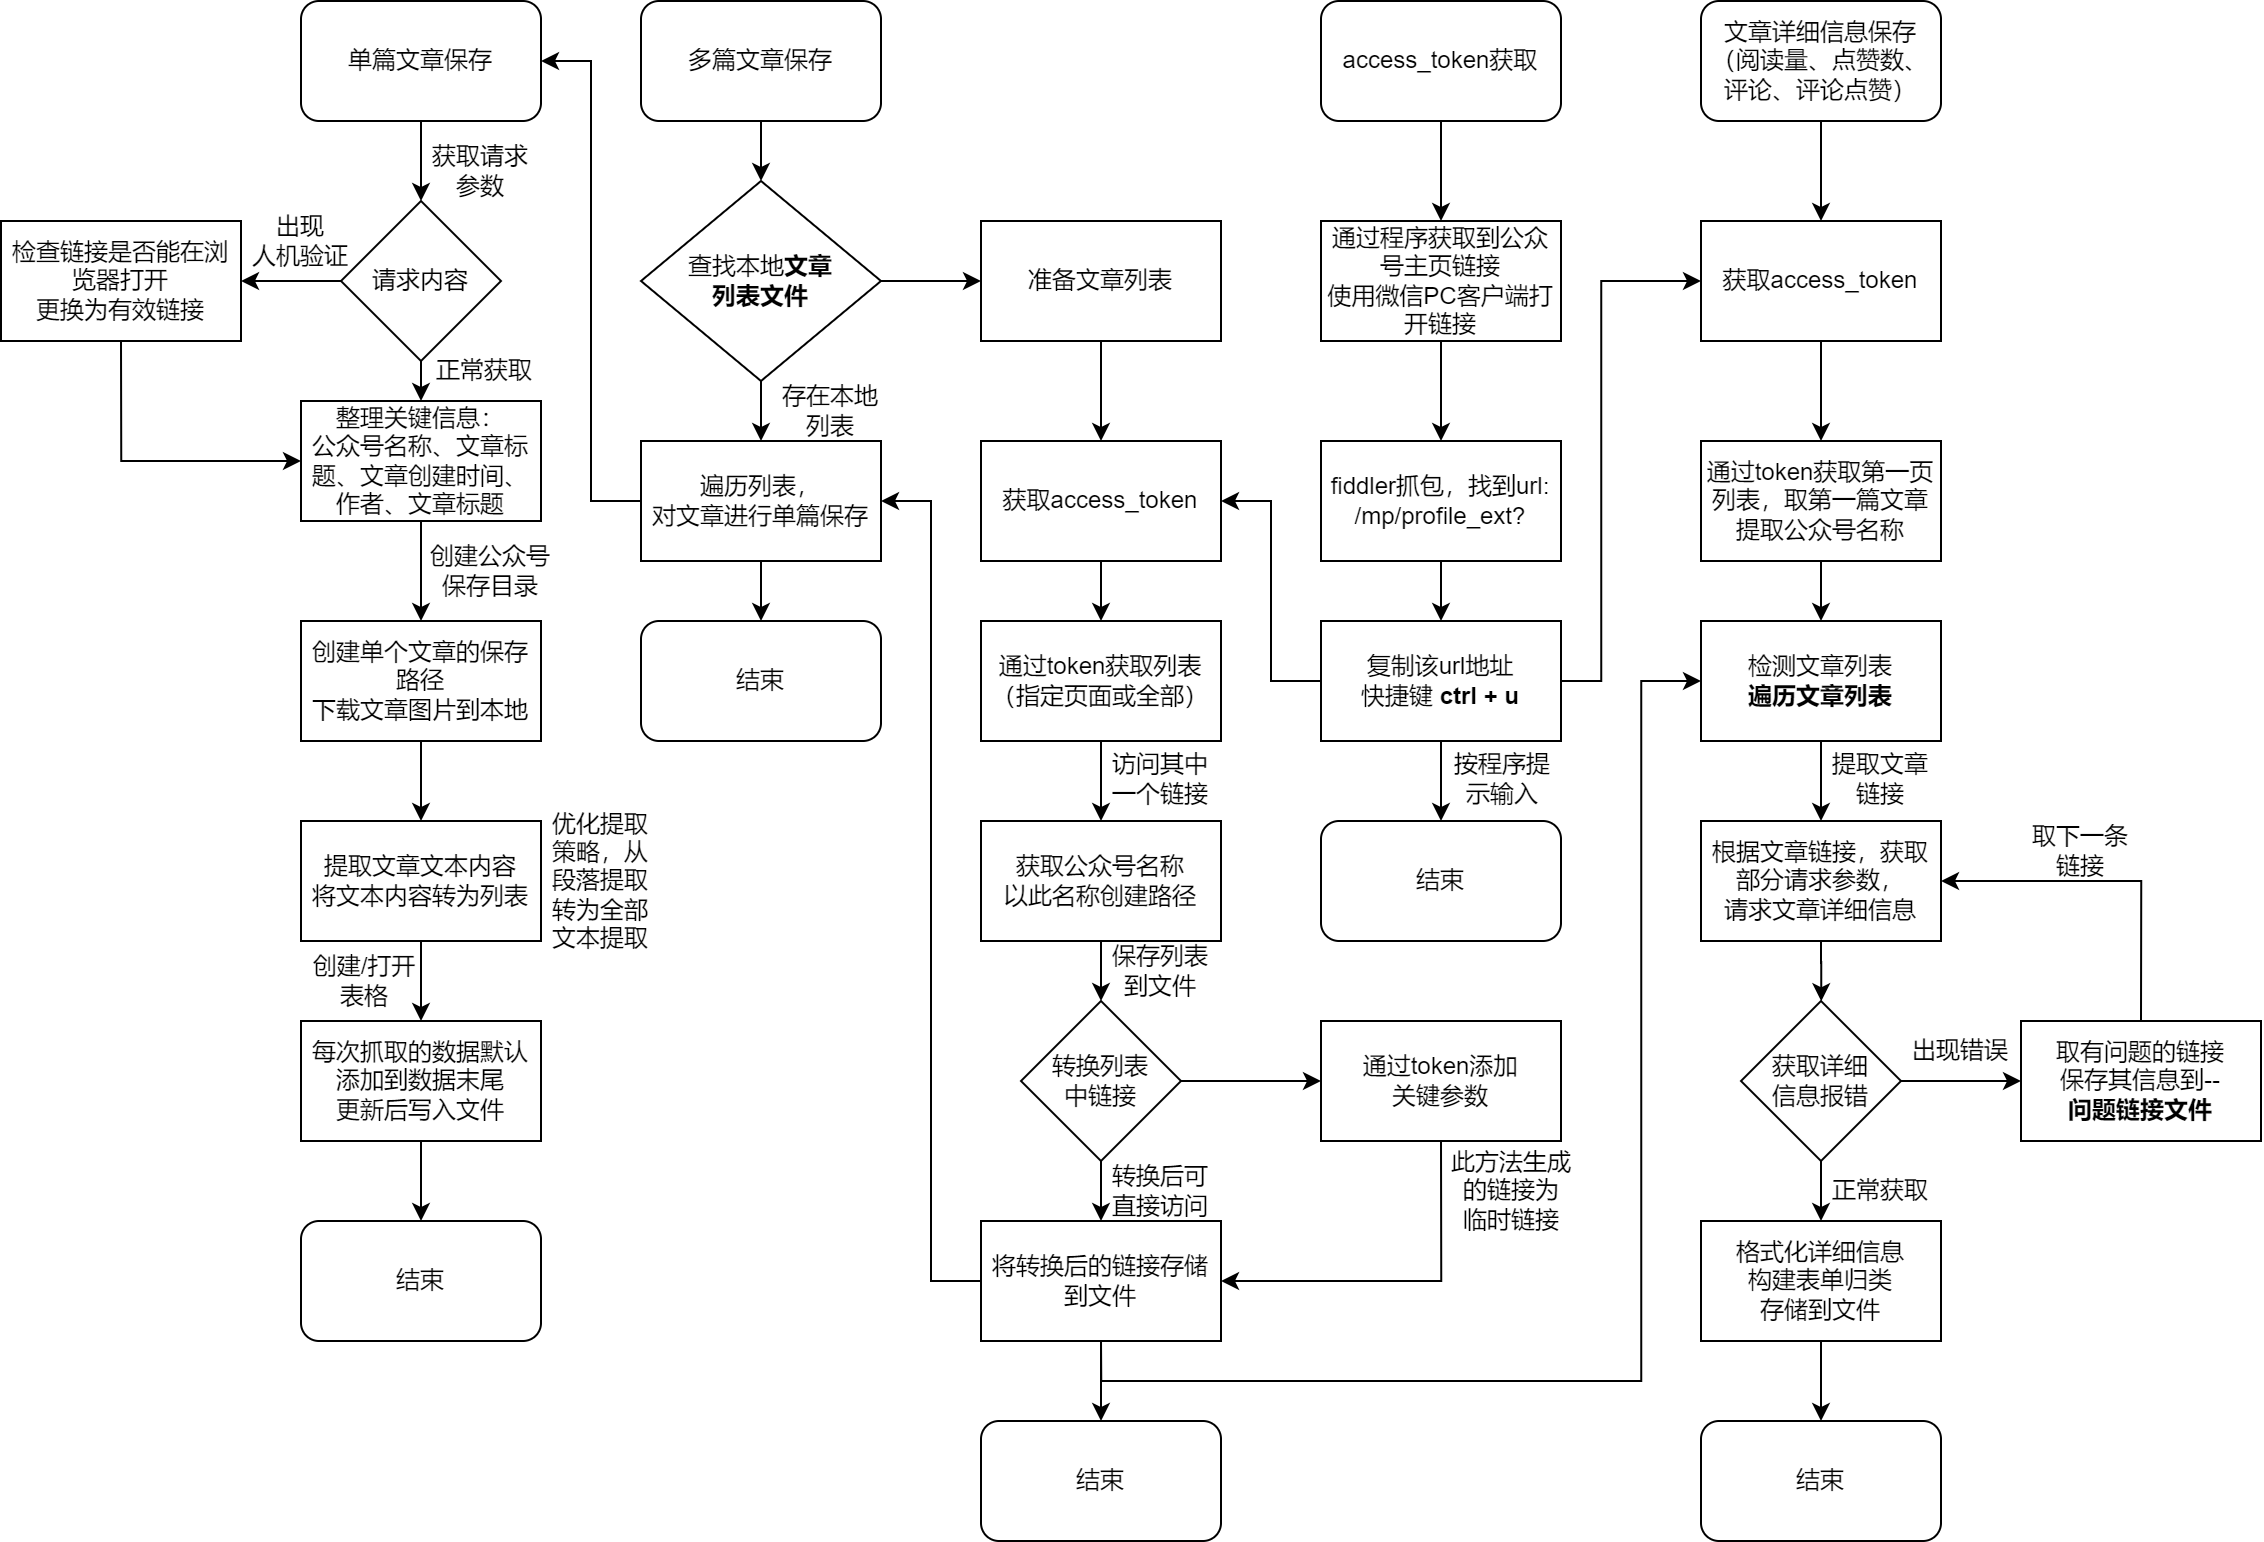 单篇文章保存
获取请求
参数
出现
人机验证
检查链接是否能在浏
览器打开
更换为有效链接
请求内容
正常获取
整理关键信息：
公众号名称、文章标
题、文章创建时间、
作者、文章标题
创建公众号
保存目录
创建单个文章的保存
路径
下载文章图片到本地
提取文章文本内容
将文本内容转为列表
优化提取
策略，从
段落提取
转为全部
文本提取
创建/打开
表格
每次抓取的数据默认
添加到数据末尾
更新后写入文件
结束
多篇文章保存
查找本地文章
列表文件
存在本地
列表
遍历列表，
对文章进行单篇保存
结束
准备文章列表
获取access_token
通过token获取列表
（指定页面或全部）
访问其中
一个链接
获取公众号名称
以此名称创建路径
保存列表
到文件
转换列表
中链接
转换后可
直接访问
将转换后的链接存储
到文件
结束
access_token获取
通过程序获取到公众
号主页链接
使用微信PC客户端打
开链接
fiddler抓包，找到url:
/mp/profile_ext?
复制该url地址
快捷键 ctrl + u
按程序提
示输入
结束
通过token添加
关键参数
此方法生成
的链接为
临时链接
文章详细信息保存
（阅读量、点赞数、
评论、评论点赞）
获取access_token
通过token获取第一页
列表，取第一篇文章
提取公众号名称
检测文章列表
遍历文章列表
提取文章
链接
根据文章链接，获取
部分请求参数，
请求文章详细信息
取下一条
链接
获取详细
信息报错
出现错误
取有问题的链接
保存其信息到--
问题链接文件
正常获取
格式化详细信息
构建表单归类
存储到文件
结束